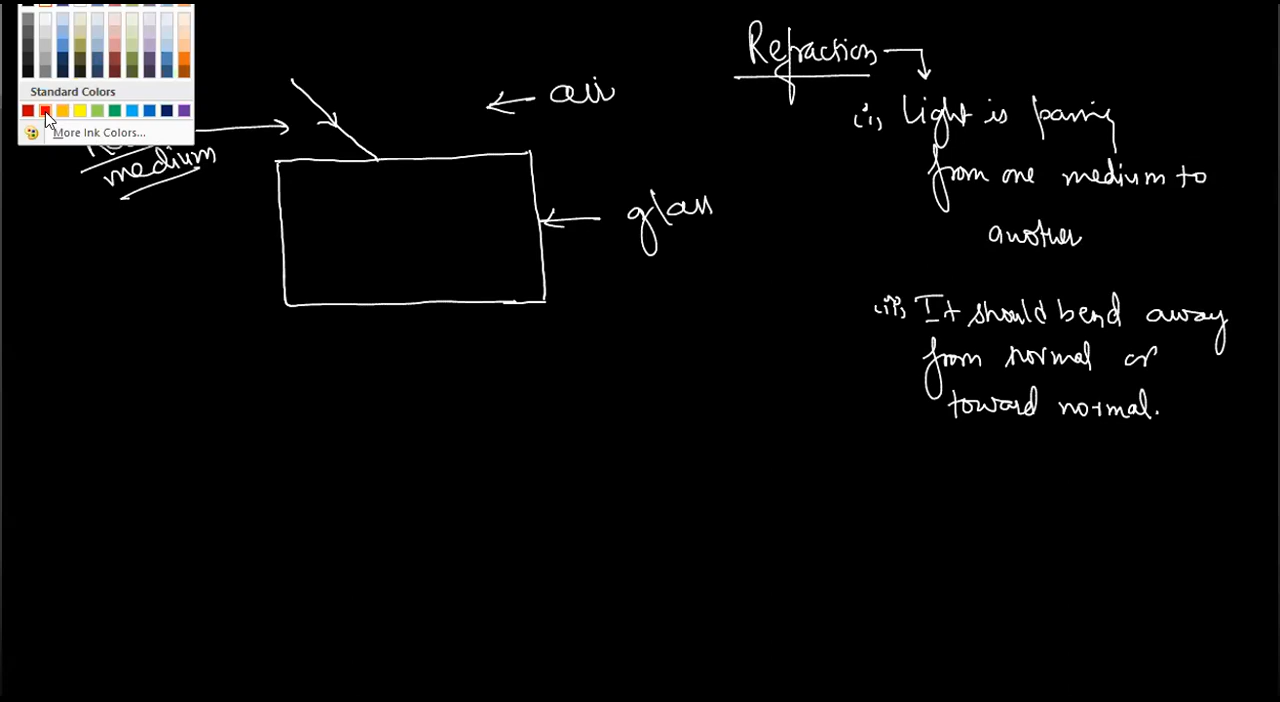 Standard Colors
More Ink Colors...
medium
air
glass
Refraction
(i) Light is passing
from one medium to
another
(ii) It should bend away
from normal or
toward normal.